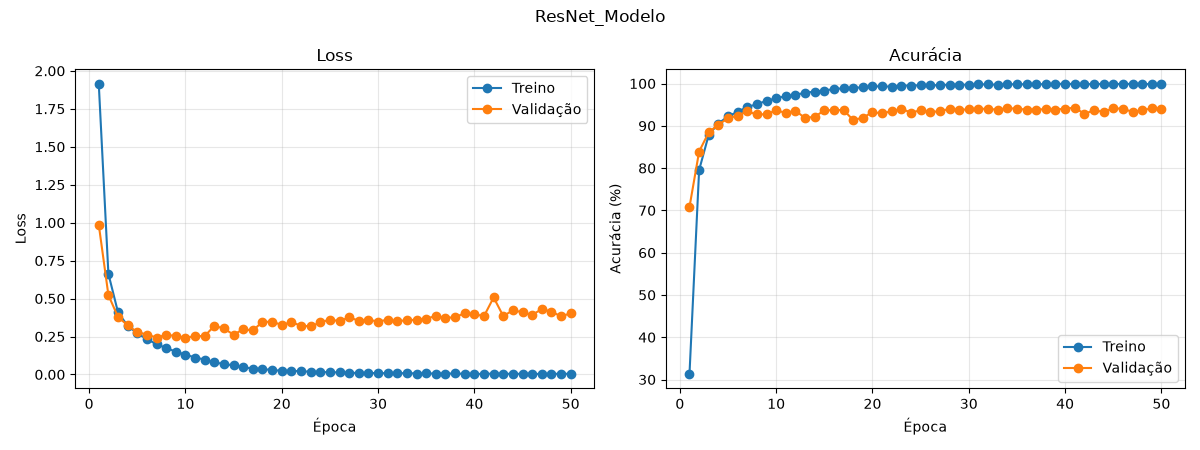 ResNet_Modelo
Loss
2.00
1.75
1.50
1.25
1.00
0.75
0.50
0.25
0.00
Loss
Treino
Validação
0 10 20 30 40 50
Época
Acurácia
100
90
80
70
60
50
40
30
Acurácia (%)
Treino
Validação
0 10 20 30 40 50
Época